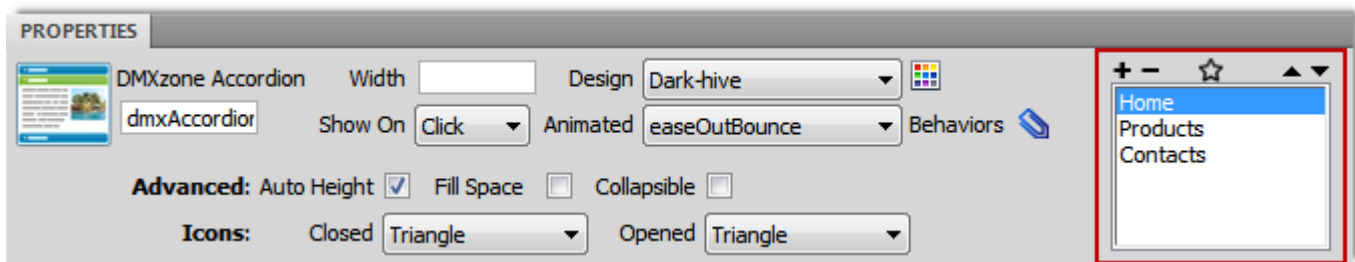 PROPERTIES
DMXzone Accordion Width Design Dark-hive
dmxAccordior Show On Click Animated easeOutBounce Behaviors
Advanced: Auto Height Fill Space Collapsible
Icons: Closed Triangle Opened Triangle
Home
Products
Contacts